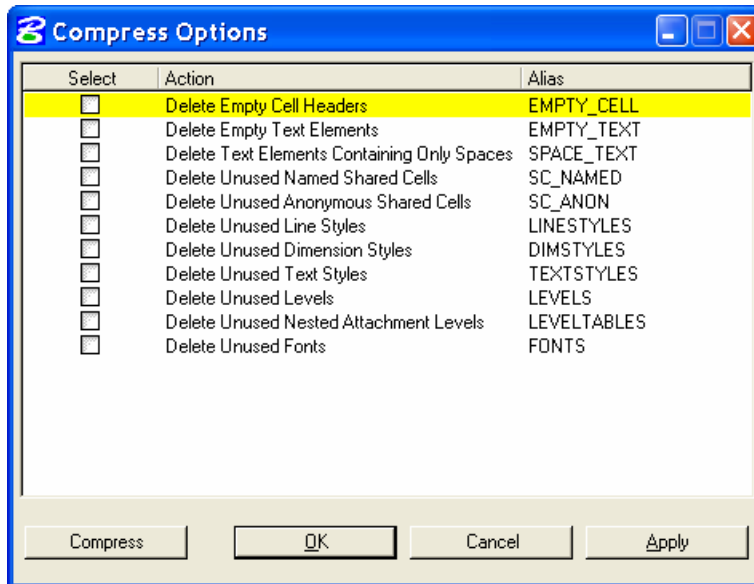 Compress Options
Select Action Alias
Delete Empty Cell Headers EMPTY_CELL
Delete Empty Text Elements EMPTY_TEXT
Delete Text Elements Containing Only Spaces SPACE_TEXT
Delete Unused Named Shared Cells SC_NAMED
Delete Unused Anonymous Shared Cells SC_ANON
Delete Unused Line Styles LINESTYLES
Delete Unused Dimension Styles DIMSTYLES
Delete Unused Text Styles TEXTSTYLES
Delete Unused Levels LEVELS
Delete Unused Nested Attachment Levels LEVELTABLES
Delete Unused Fonts FONTS
Compress OK Cancel Apply